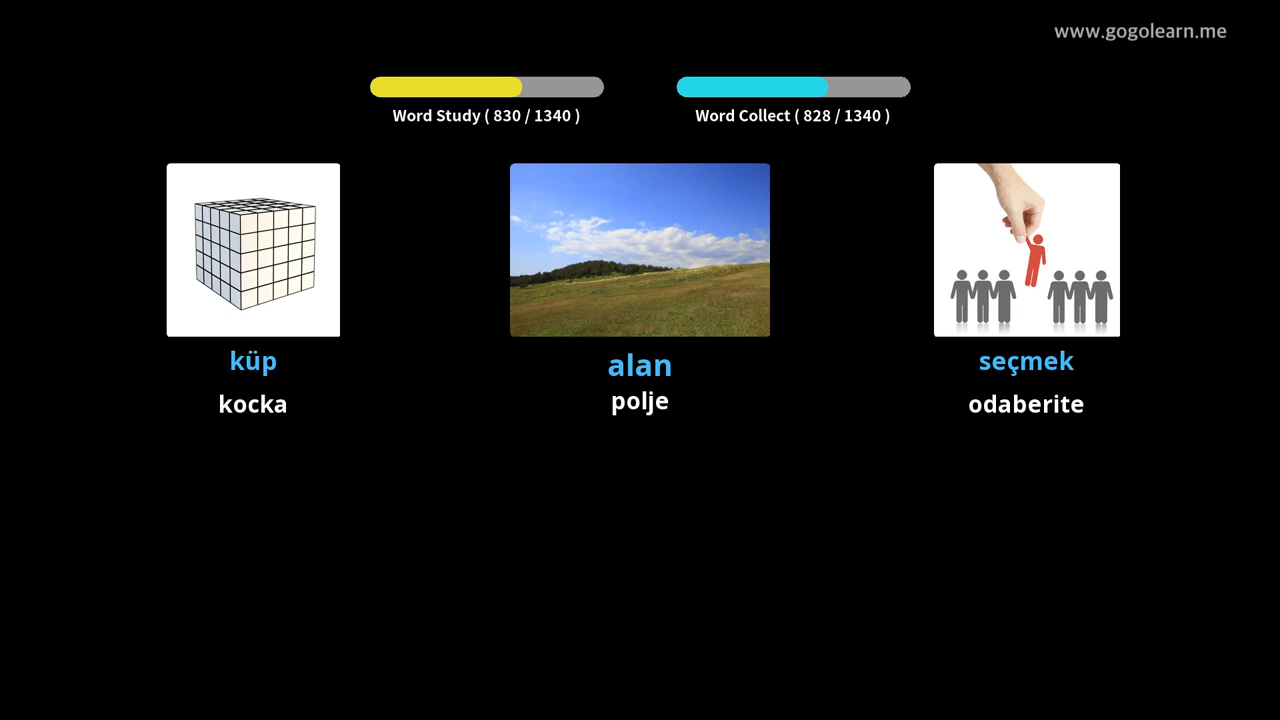 www.gogolearn.me
Word Study ( 830 / 1340 )
Word Collect ( 828 / 1340 )
küp
alan
seçmek
kocka
polje
odaberite